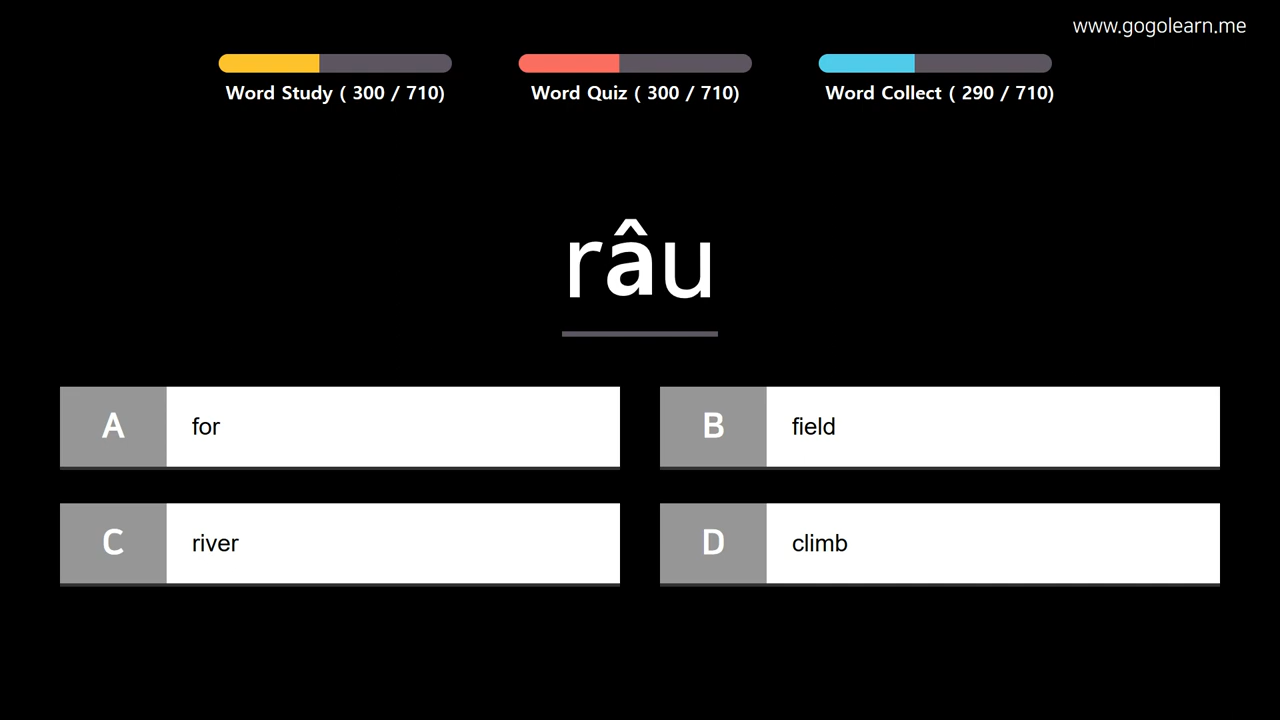 www.gogolearn.me
Word Study ( 300 / 710)
Word Quiz ( 300 / 710)
Word Collect ( 290 / 710)
râu
A
for
B
field
C
river
D
climb